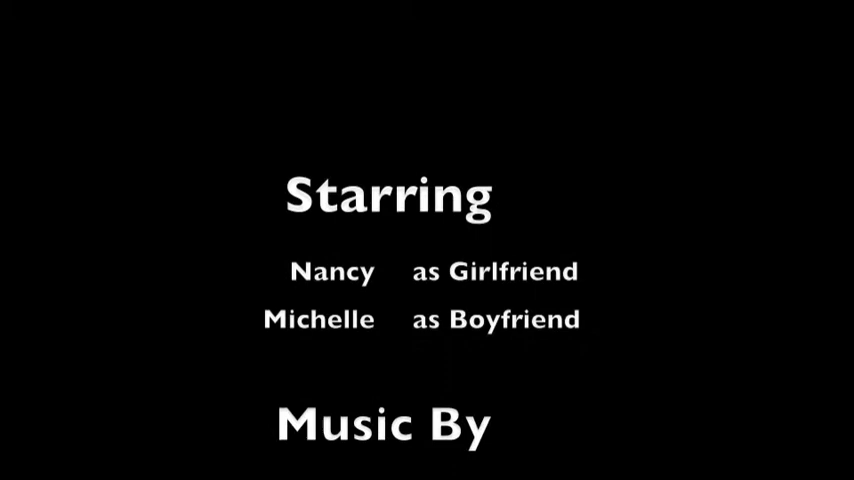 Starring
Nancy as Girlfriend
Michelle as Boyfriend
Music By